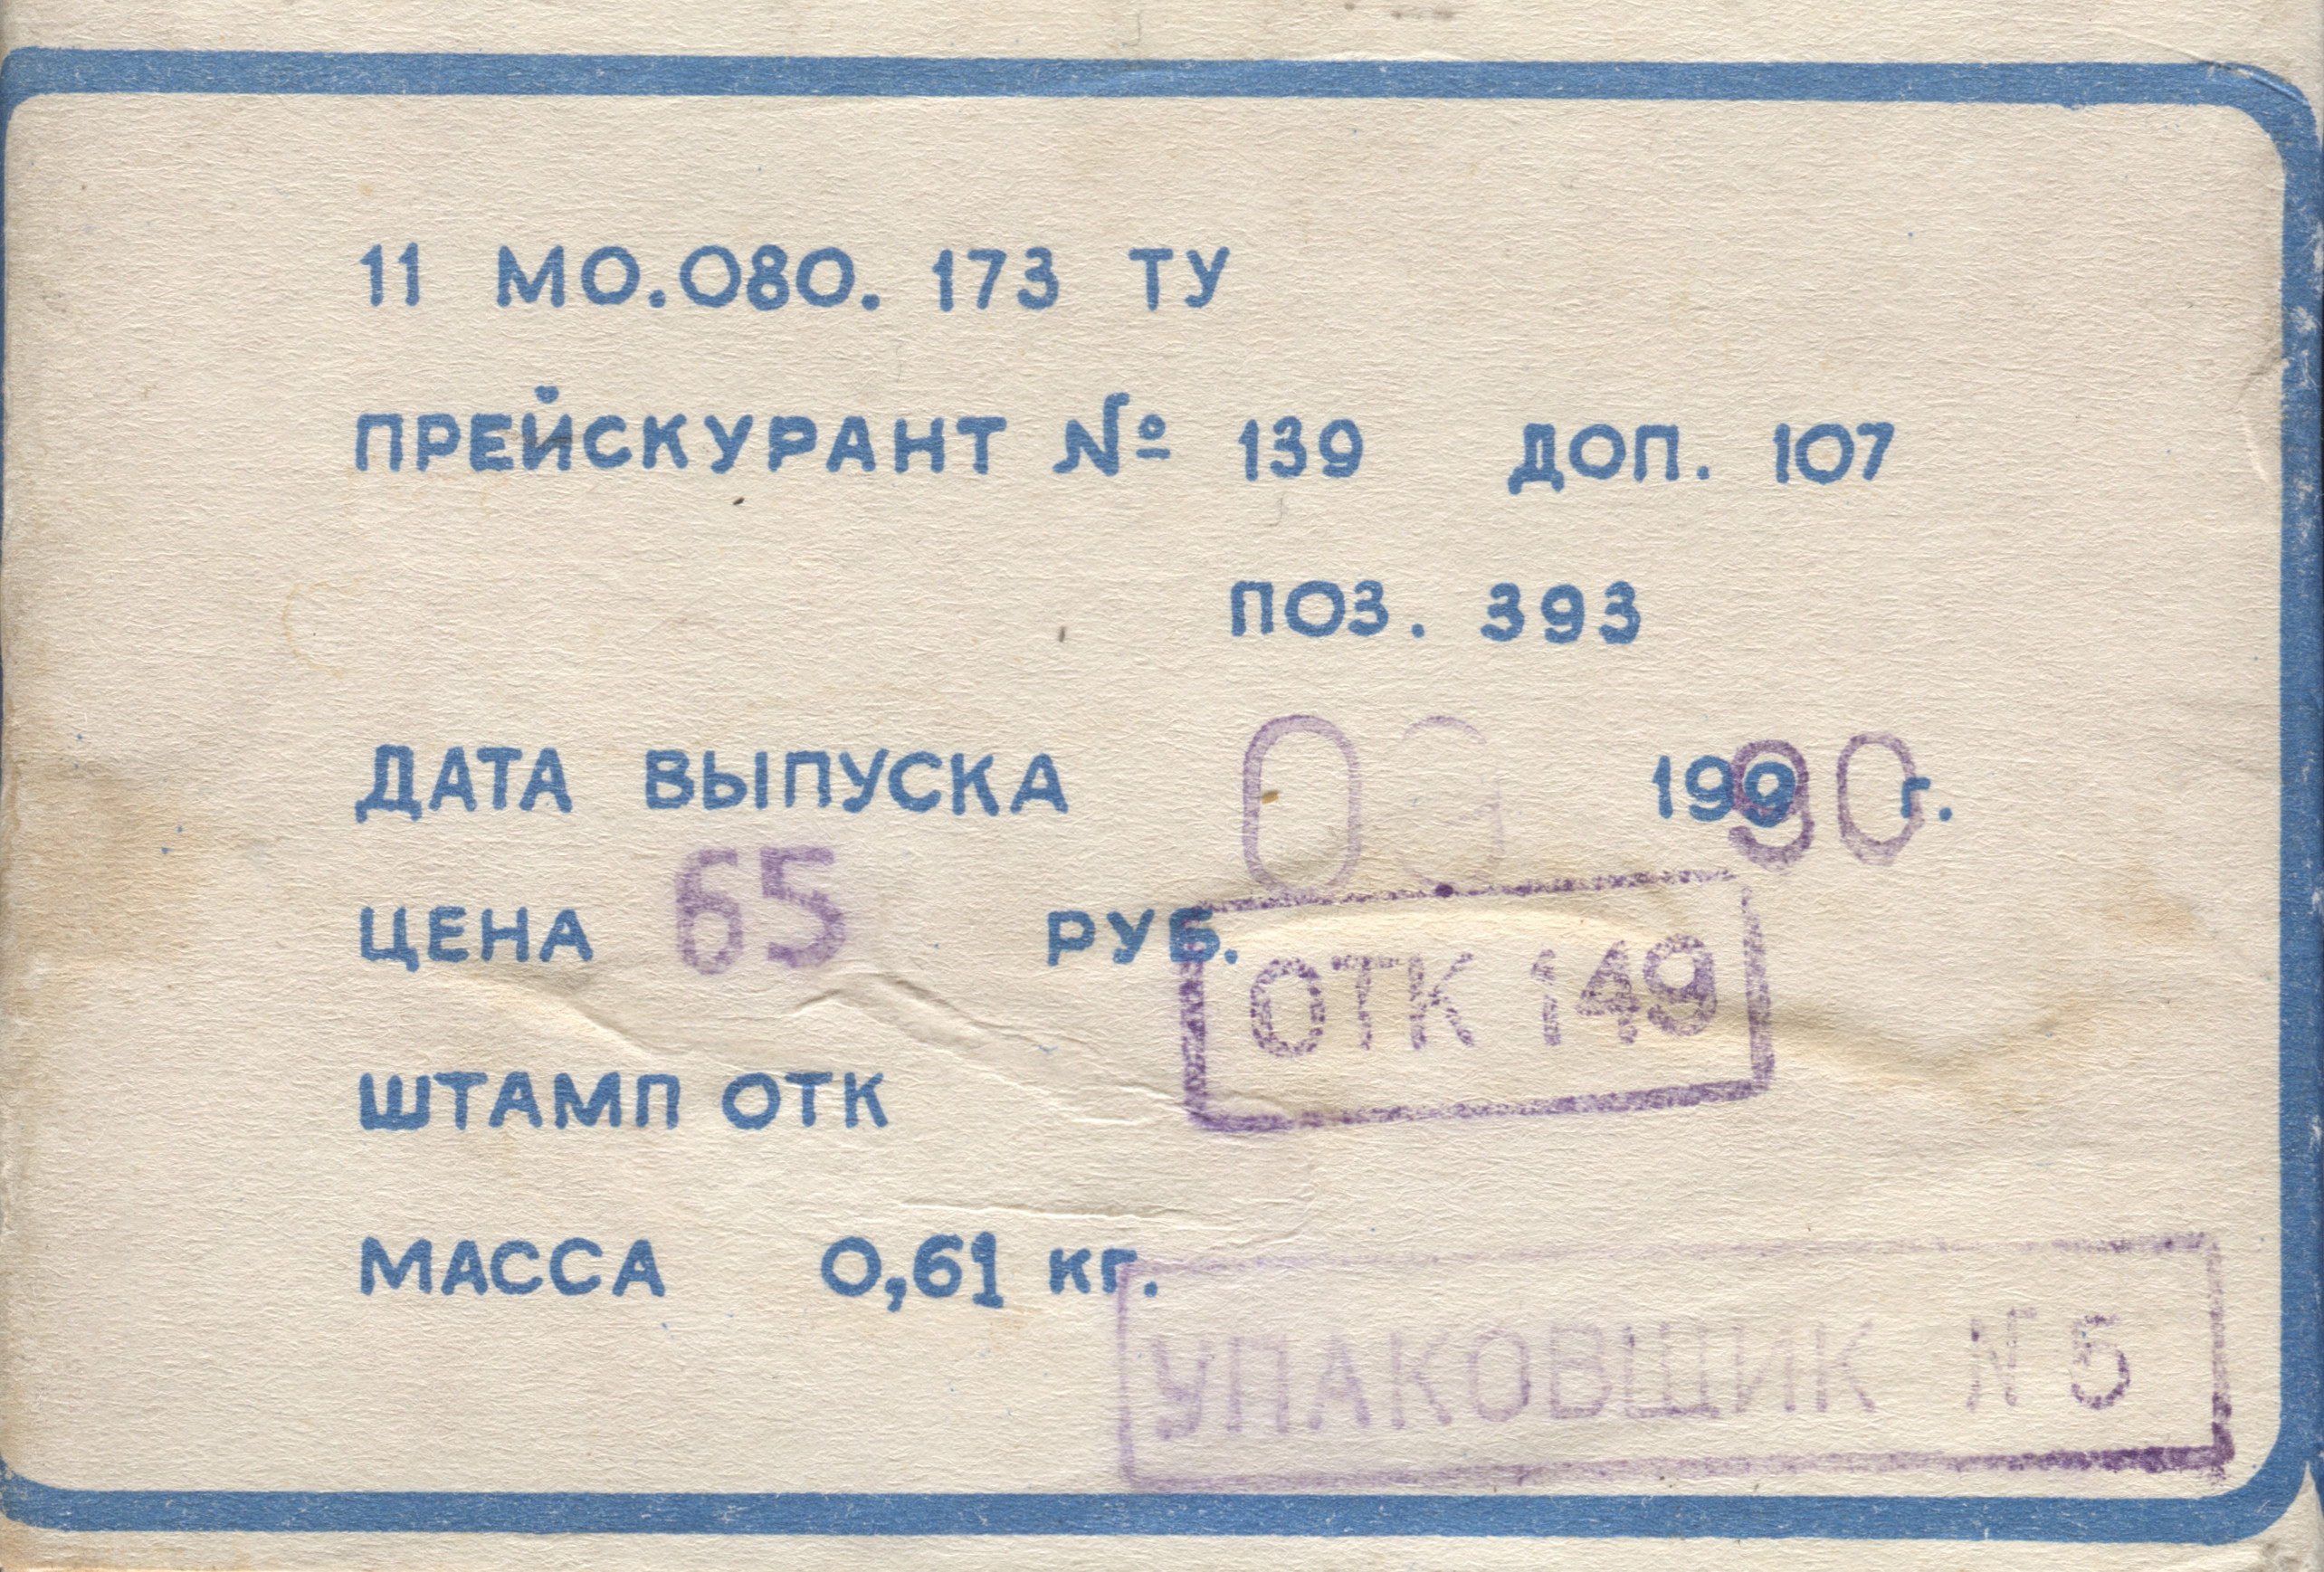 11 МО.080. 173 ТУ
ПРЕЙСКУРАНТ № 139 ДОП. 107
ПОЗ. 393
ДАТА ВЫПУСКА 199 90 г.
ЦЕНА 65 РУБ.
ОТК 149
ШТАМП ОТК
МАССА 0,61 кг.
УПАКОВЩИК № 5